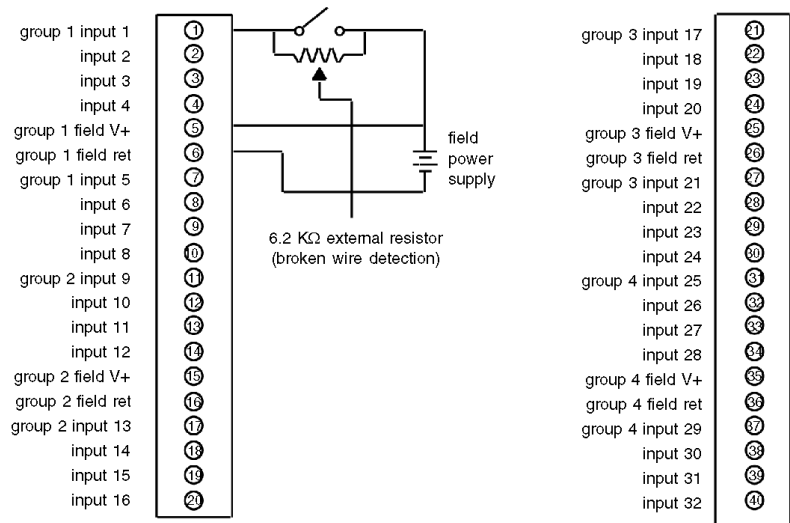 group 1 input 1 1
input 2 2
input 3 3
input 4 4
group 1 field V+ 5
group 1 field ret 6
group 1 input 5 7
input 6 8
input 7 9
input 8 10
group 2 input 9 11
input 10 12
input 11 13
input 12 14
group 2 field V+ 15
group 2 field ret 16
group 2 input 13 17
input 14 18
input 15 19
input 16 20
field
power
supply
6.2 KΩ external resistor
(broken wire detection)
group 3 input 17 21
input 18 22
input 19 23
input 20 24
group 3 field V+ 25
group 3 field ret 26
group 3 input 21 27
input 22 28
input 23 29
input 24 30
group 4 input 25 31
input 26 32
input 27 33
input 28 34
group 4 field V+ 35
group 4 field ret 36
group 4 input 29 37
input 30 38
input 31 39
input 32 40